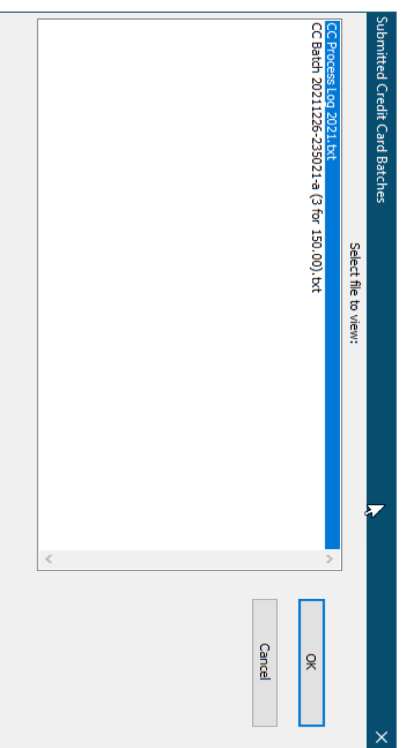 Submitted Credit Card Batches
Select file to view:
CC Process Log 2021.txt
CC Batch 20211226-235021-a (3 for 150.00).txt
OK
Cancel